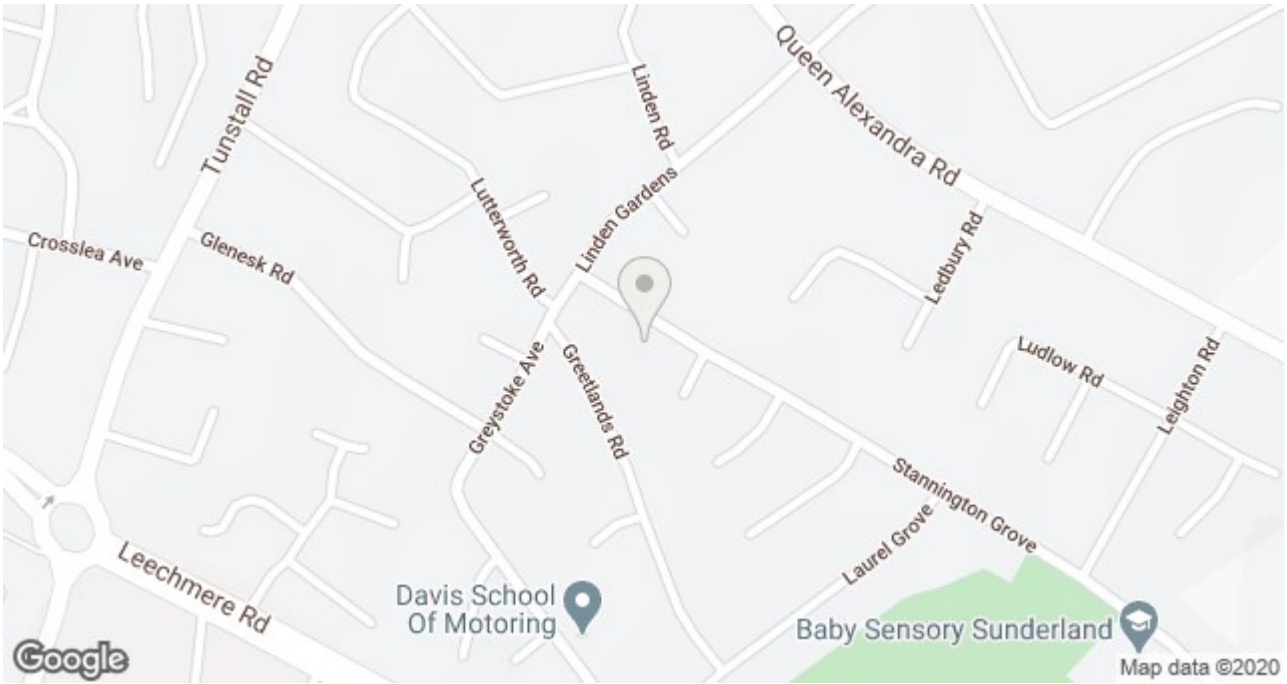 Queen Alexandra Rd
Tunstall Rd
Linden Rd
Linden Gardens
Lutterworth Rd
Crosslea Ave
Glenesk Rd
Ledbury Rd
Ludlow Rd
Leighton Rd
Greystoke Ave
Greetlands Rd
Stannington Grove
Laurel Grove
Leechmere Rd
Davis School
Of Motoring
Baby Sensory Sunderland
Google
Map data ©2020